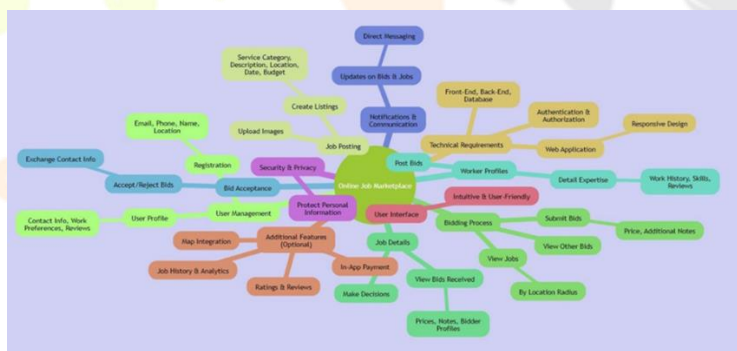 Direct Messaging
Service Category,
Description, Location,
Date, Budget
Updates on Bids & Jobs
Front-End, Back-End,
Database
Create Listings
Authentication &
Authorization
Email, Phone, Name,
Location
Notifications &
Communication
Responsive Design
Upload Images
Job Posting
Technical Requirements
Web Application
Exchange Contact Info
Registration
Security & Privacy
Post Bids
Worker Profiles
Accept/Reject Bids
Bid Acceptance
Online Job Marketplace
Detail Expertise
Work History, Skills,
Reviews
Intuitive & User-Friendly
Protect Personal
Information
User Interface
Contact Info, Work
Preferences, Reviews
User Profile
User Management
Bidding Process
Submit Bids
Price, Additional Notes
Map Integration
Additional Features
(Optional)
Job Details
View Other Bids
Job History & Analytics
In-App Payment
View Jobs
Ratings & Reviews
Make Decisions
View Bids Received
By Location Radius
Prices, Notes, Bidder
Profiles